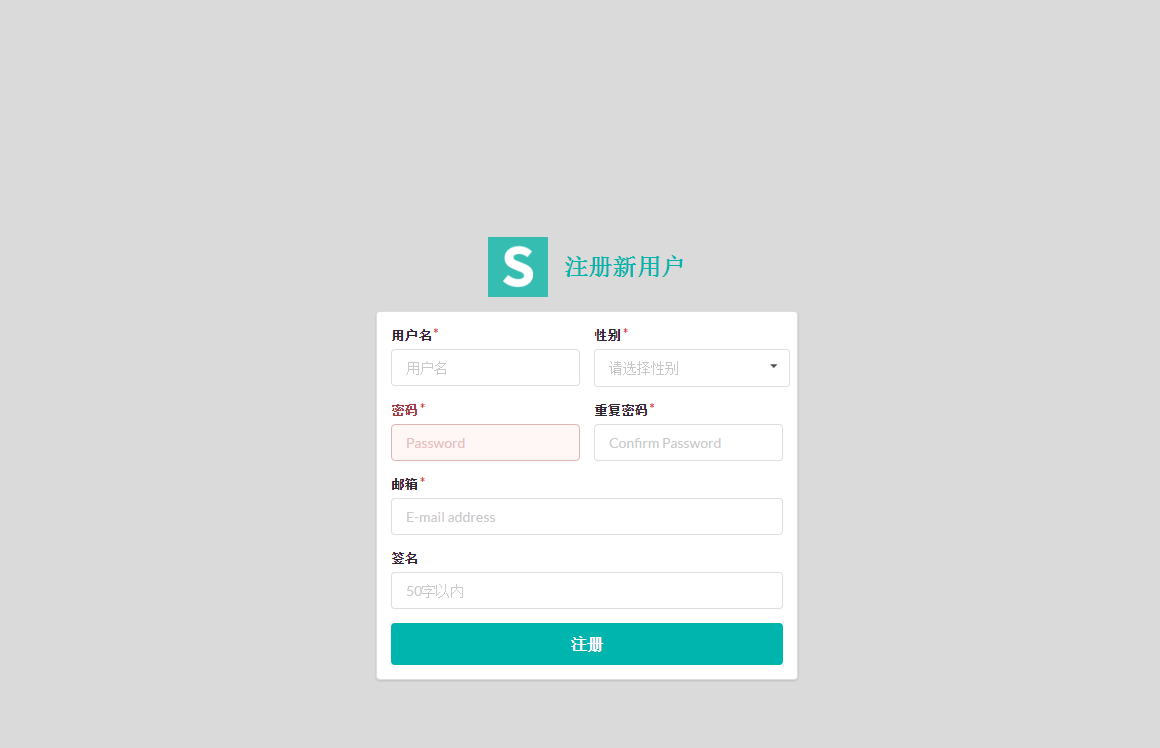 S 注册新用户
用户名* 性别*
用户名 请选择性别
密码* 重复密码*
Password Confirm Password
邮箱*
E-mail address
签名
50字以内
注册